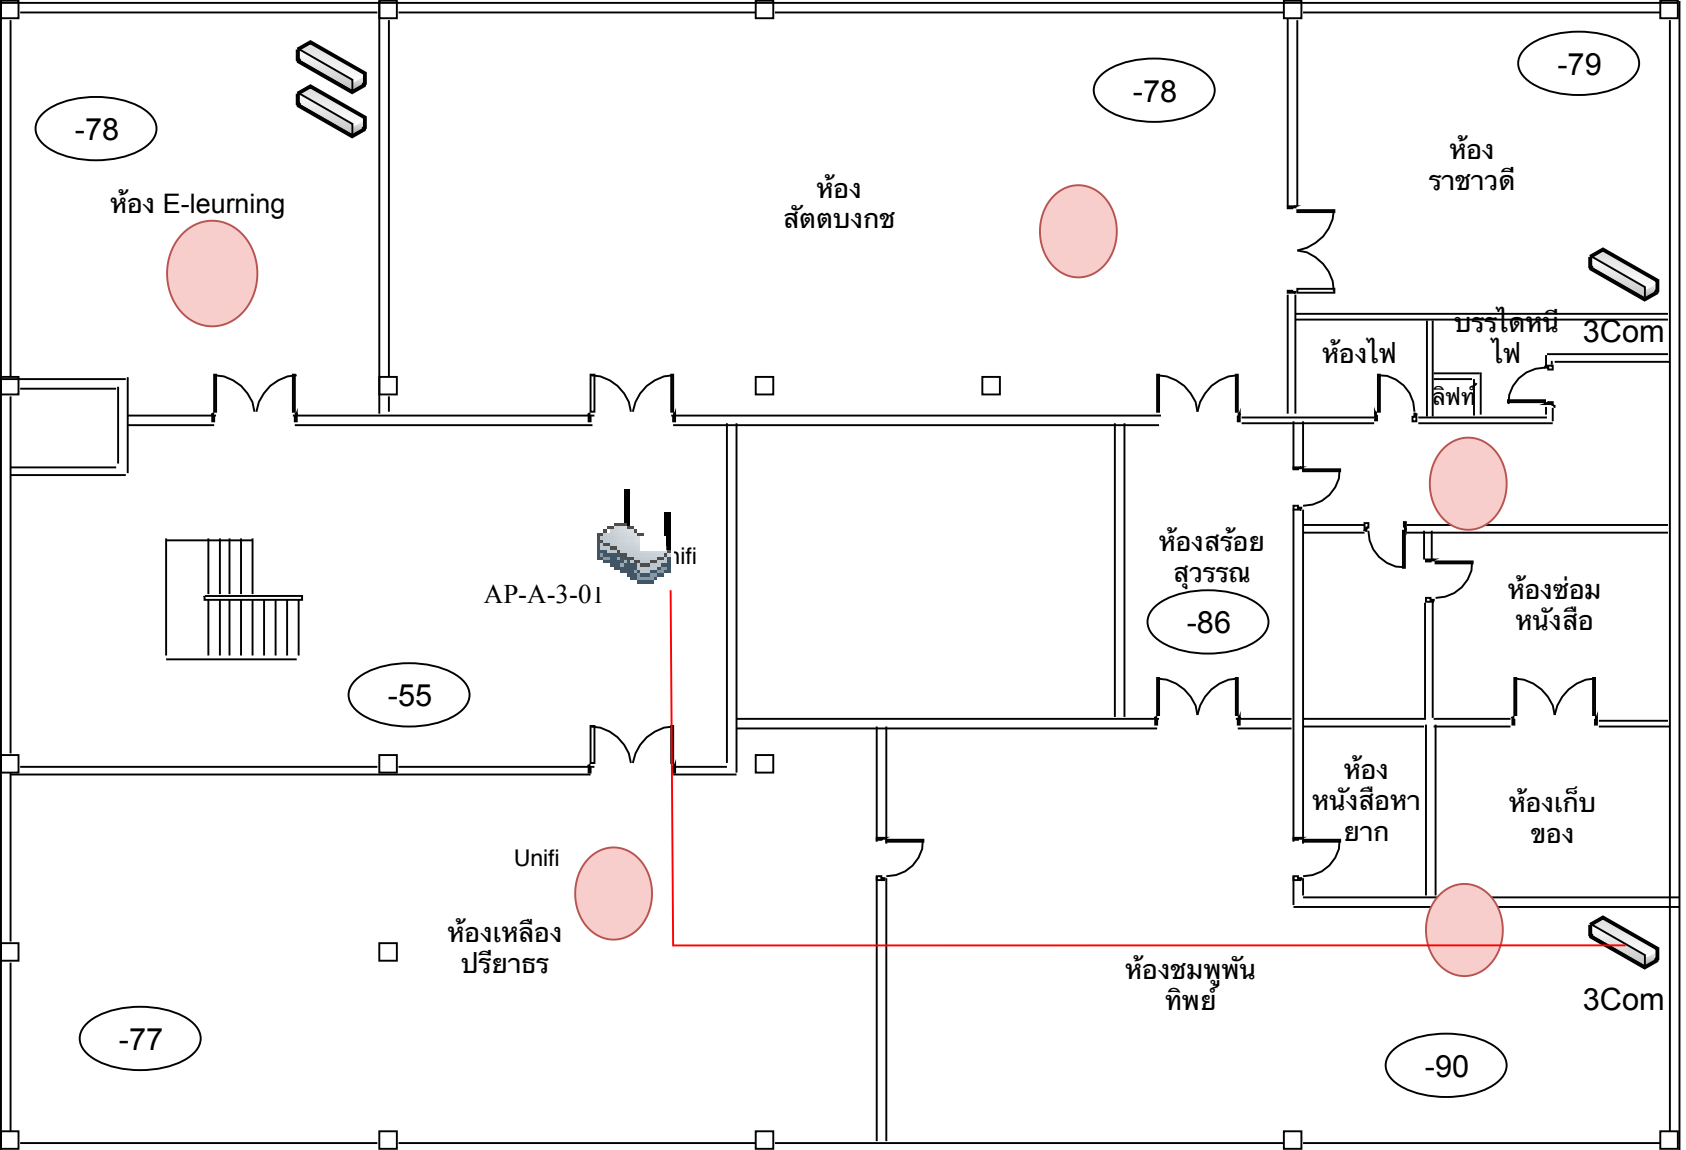 -79
-78
-78
ห้อง
ราชาวดี
ห้อง
สัตตบงกช
ห้อง E-leurning
บรรไดหนี
ไฟ
3Com
ห้องไฟ
ลิฟท์
ห้องสร้อย
สุวรรณ
-86
nifi
AP-A-3-01
ห้องซ่อม
หนังสือ
-55
ห้อง
หนังสือหา
ยาก
ห้องเก็บ
ของ
Unifi
ห้องเหลือง
ปรียาธร
ห้องชมพูพัน
ทิพย์
3Com
-77
-90